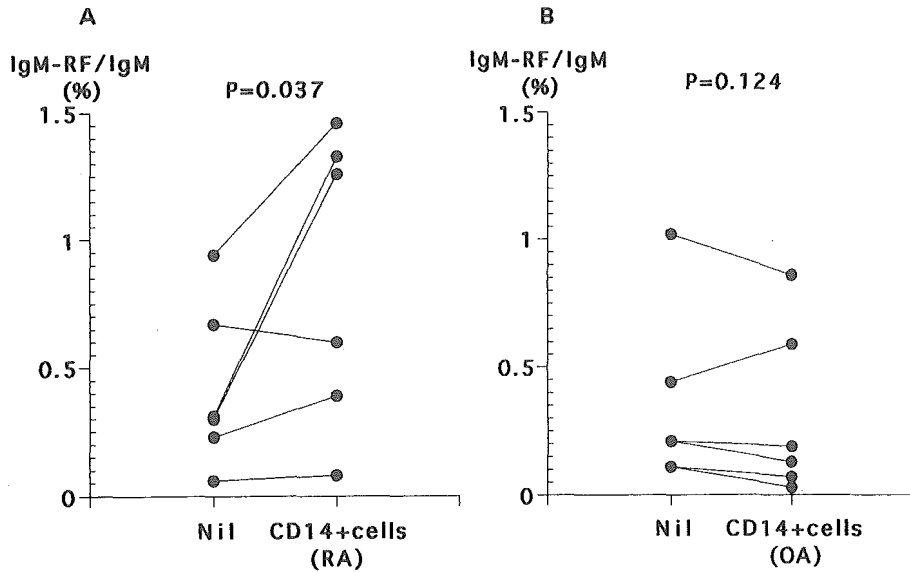 A
IgM-RF/IgM
(%)
P=0.037
1.5
1
0.5
0
Nil
CD14+cells
(RA)
B
IgM-RF/IgM
(%)
P=0.124
1.5
1
0.5
0
Nil
CD14+cells
(OA)